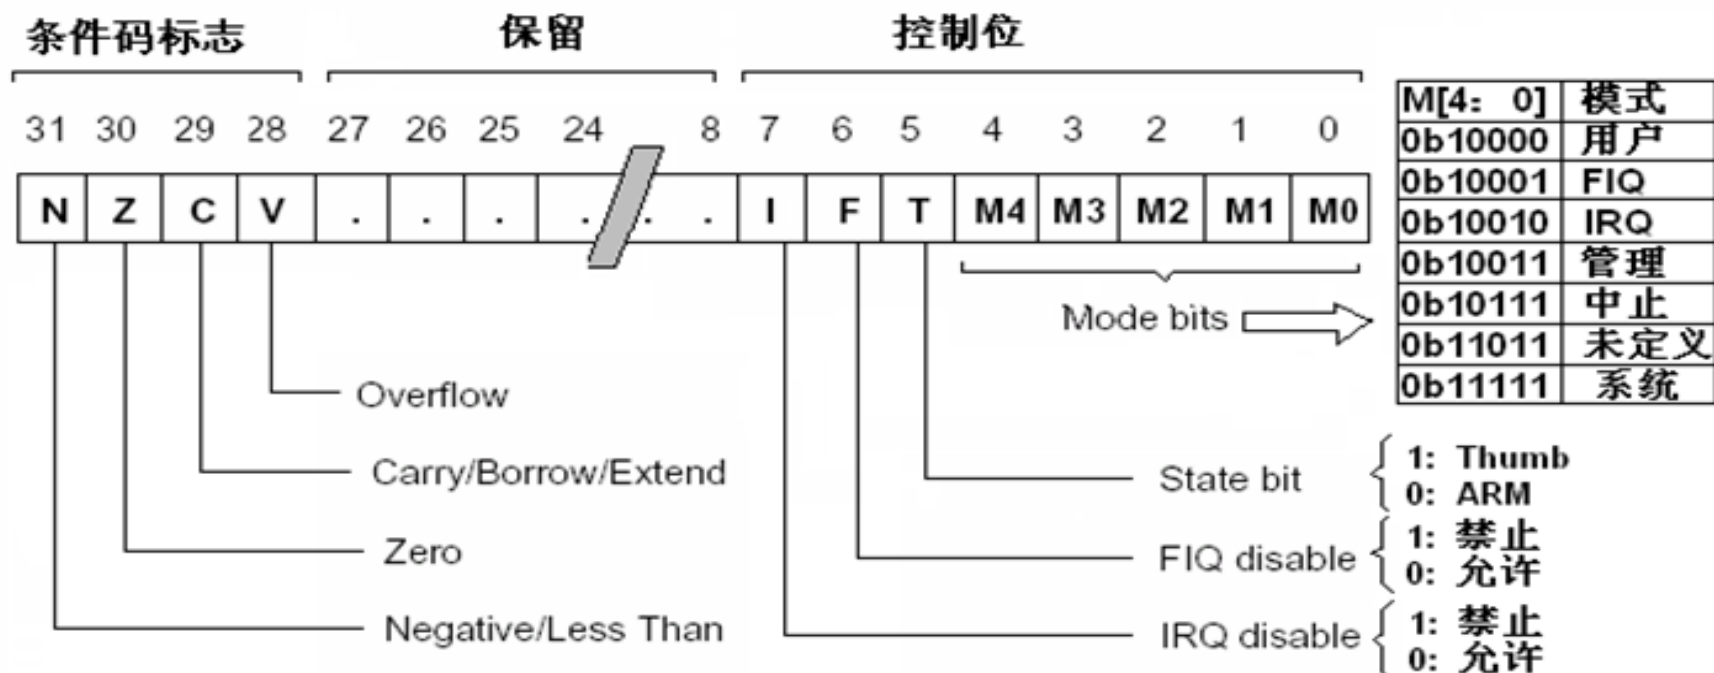 条件码标志 保留 控制位
31 30 29 28 27 26 25 24 8 7 6 5 4 3 2 1 0
N Z C V . . . . . . I F T M4 M3 M2 M1 M0
Mode bits
M[4: 0] 模式
0b10000 用户
0b10001 FIQ
0b10010 IRQ
0b10011 管理
0b10111 中止
0b11011 未定义
0b11111 系统
Overflow
Carry/Borrow/Extend
Zero
Negative/Less Than
State bit
1: Thumb
0: ARM
FIQ disable
1: 禁止
0: 允许
IRQ disable
1: 禁止
0: 允许